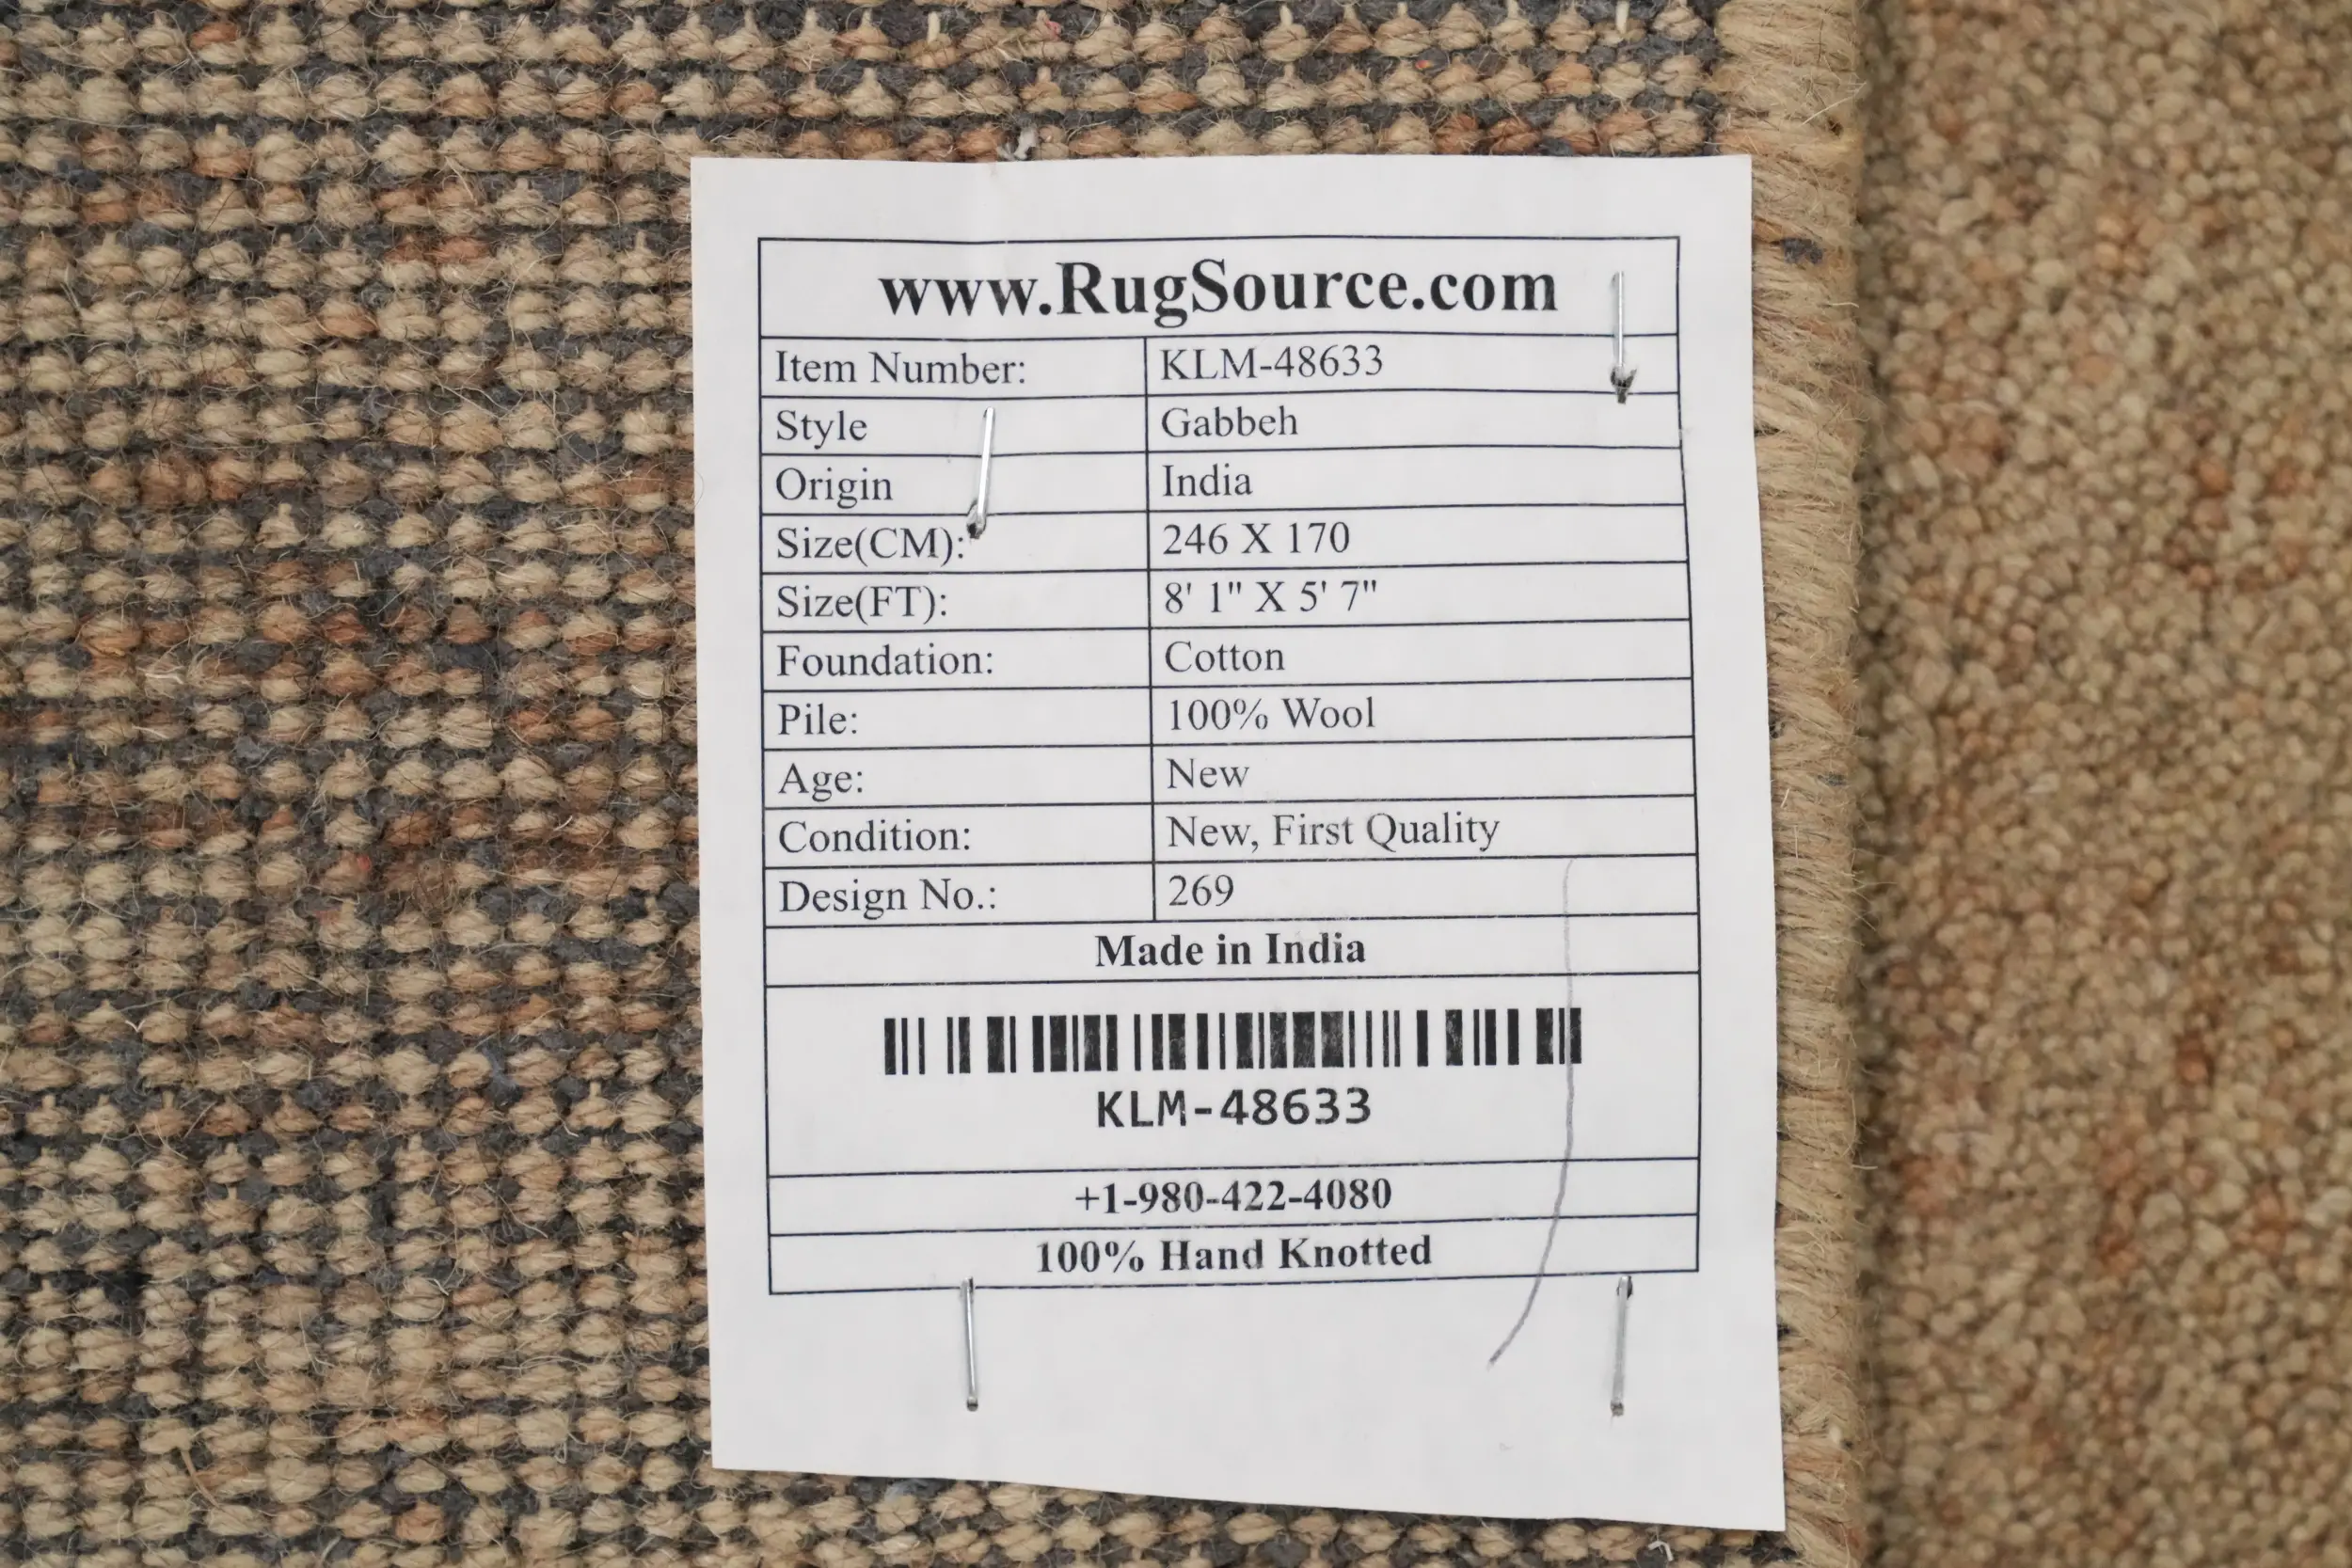 www.RugSource.com
Item Number: KLM-48633
Style Gabbeh
Origin India
Size(CM): 246 X 170
Size(FT): 8' 1" X 5' 7"
Foundation: Cotton
Pile: 100% Wool
Age: New
Condition: New, First Quality
Design No.: 269
Made in India
KLM-48633
+1-980-422-4080
100% Hand Knotted